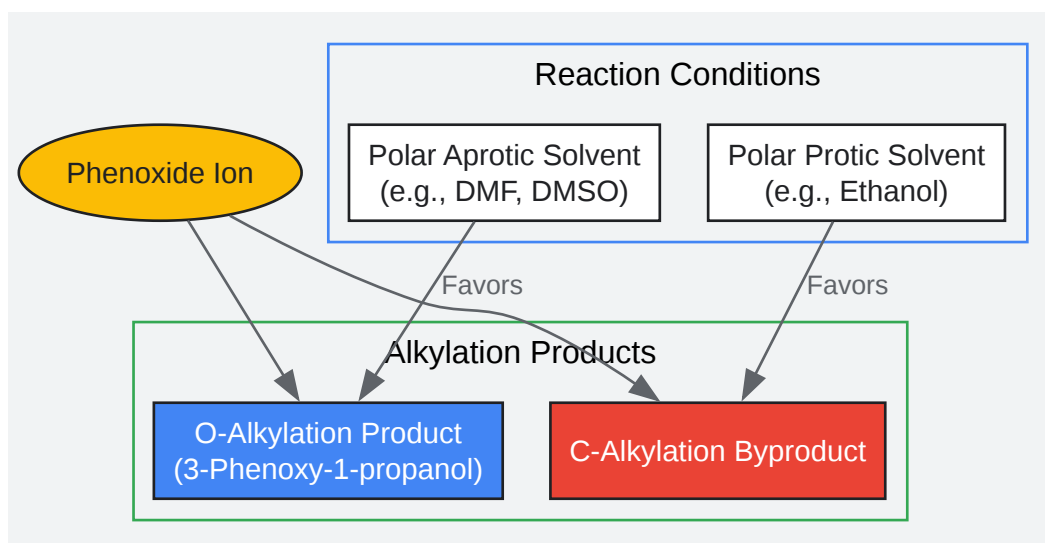 Reaction Conditions
Phenoxide Ion
Polar Aprotic Solvent
(e.g., DMF, DMSO)
Polar Protic Solvent
(e.g., Ethanol)
Favors
Favors
Alkylation Products
O-Alkylation Product
(3-Phenoxy-1-propanol)
C-Alkylation Byproduct